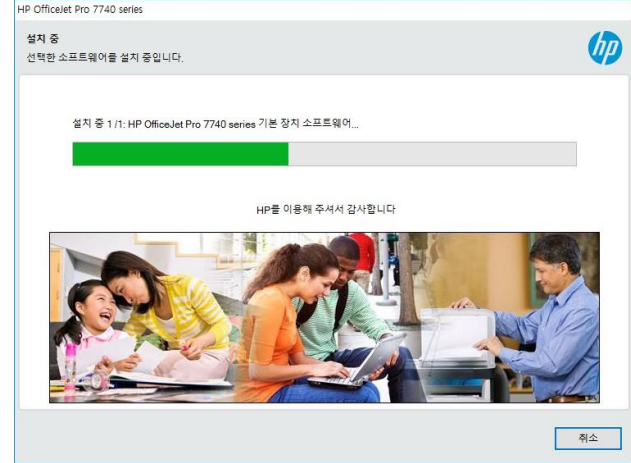 HP OfficeJet Pro 7740 series
설치 중
선택한 소프트웨어를 설치 중입니다.
hp
설치 중 1 /1: HP OfficeJet Pro 7740 series 기본 장치 소프트웨어...
HP를 이용해 주셔서 감사합니다
취소